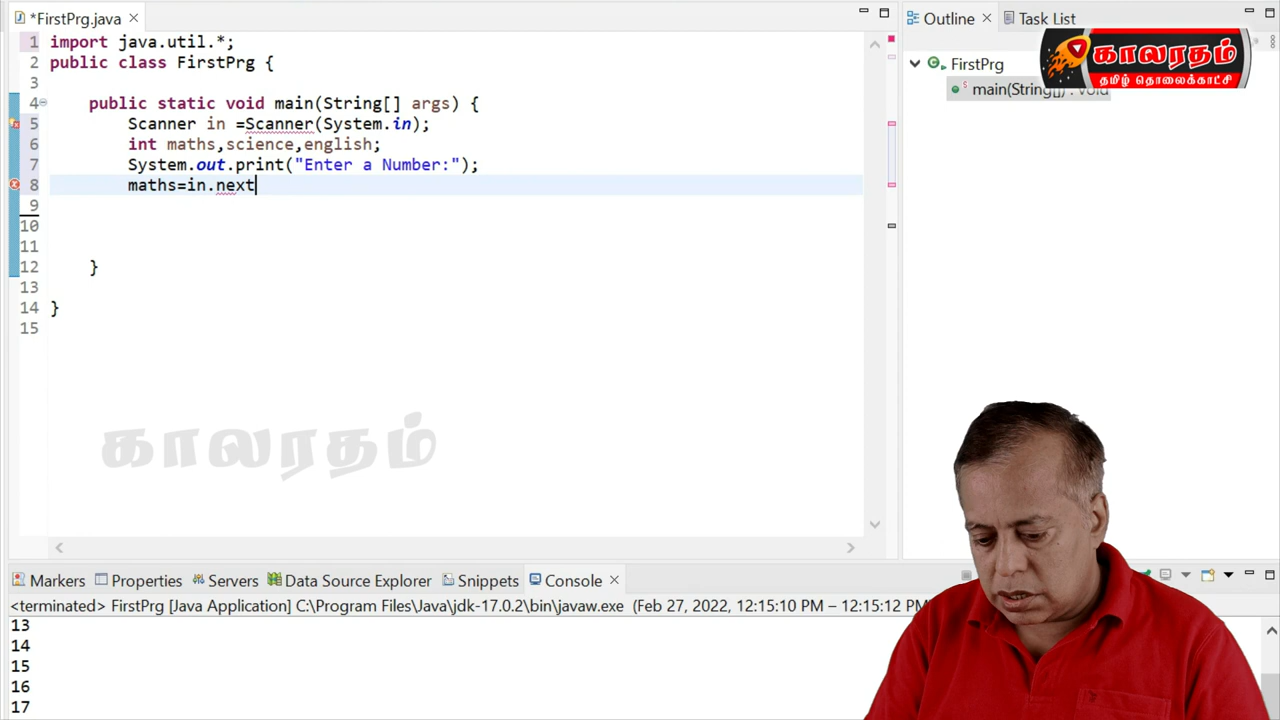 *FirstPrg.java
Outline
Task List
காலரதம்
தமிழ் தொலைக்காட்சி
FirstPrg
main(String[]) : void
1 import java.util.*;
2 public class FirstPrg {
3
4 public static void main(String[] args) {
5 Scanner in =Scanner(System.in);
6 int maths,science,english;
7 System.out.print("Enter a Number:");
8 maths=in.next
9
10
11
12 }
13
14 }
15
காலரதம்
Markers Properties Servers Data Source Explorer Snippets Console
<terminated> FirstPrg [Java Application] C:\Program Files\Java\jdk-17.0.2\bin\javaw.exe (Feb 27, 2022, 12:15:10 PM – 12:15:12 PM
13
14
15
16
17